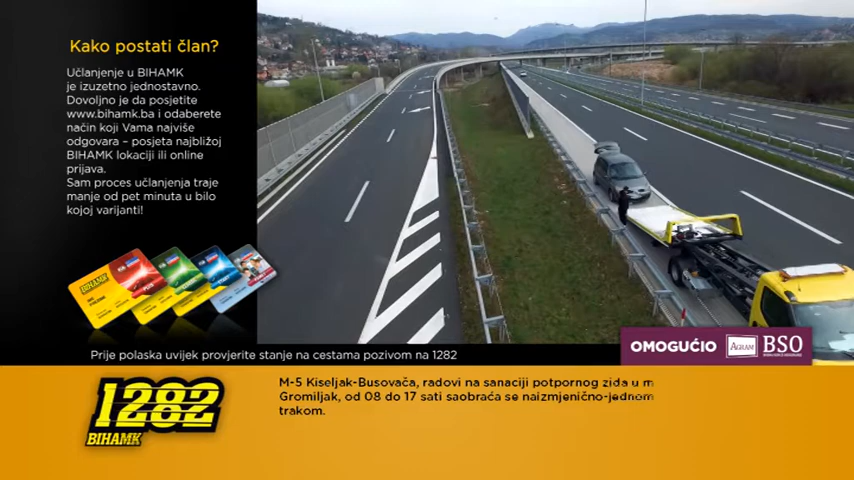 Kako postati član?
Učlanjenje u BIHAMK
je izuzetno jednostavno.
Dovoljno je da posjetite
www.bihamk.ba i odaberete
način koji Vama najviše
odgovara – posjeta najbližoj
BIHAMK lokaciji ili online
prijava.
Sam proces učlanjenja traje
manje od pet minuta u bilo
kojoj varijanti!
BIHAMK
PLUS
Prije polaska uvijek provjerite stanje na cestama pozivom na 1282
OMOGUĆIO AGRAM BSO
1282
BIHAMK
M-5 Kiseljak-Busovača, radovi na sanaciji potpornog zida u m
Gromiljak, od 08 do 17 sati saobraća se naizmjenično-jednom
trakom.